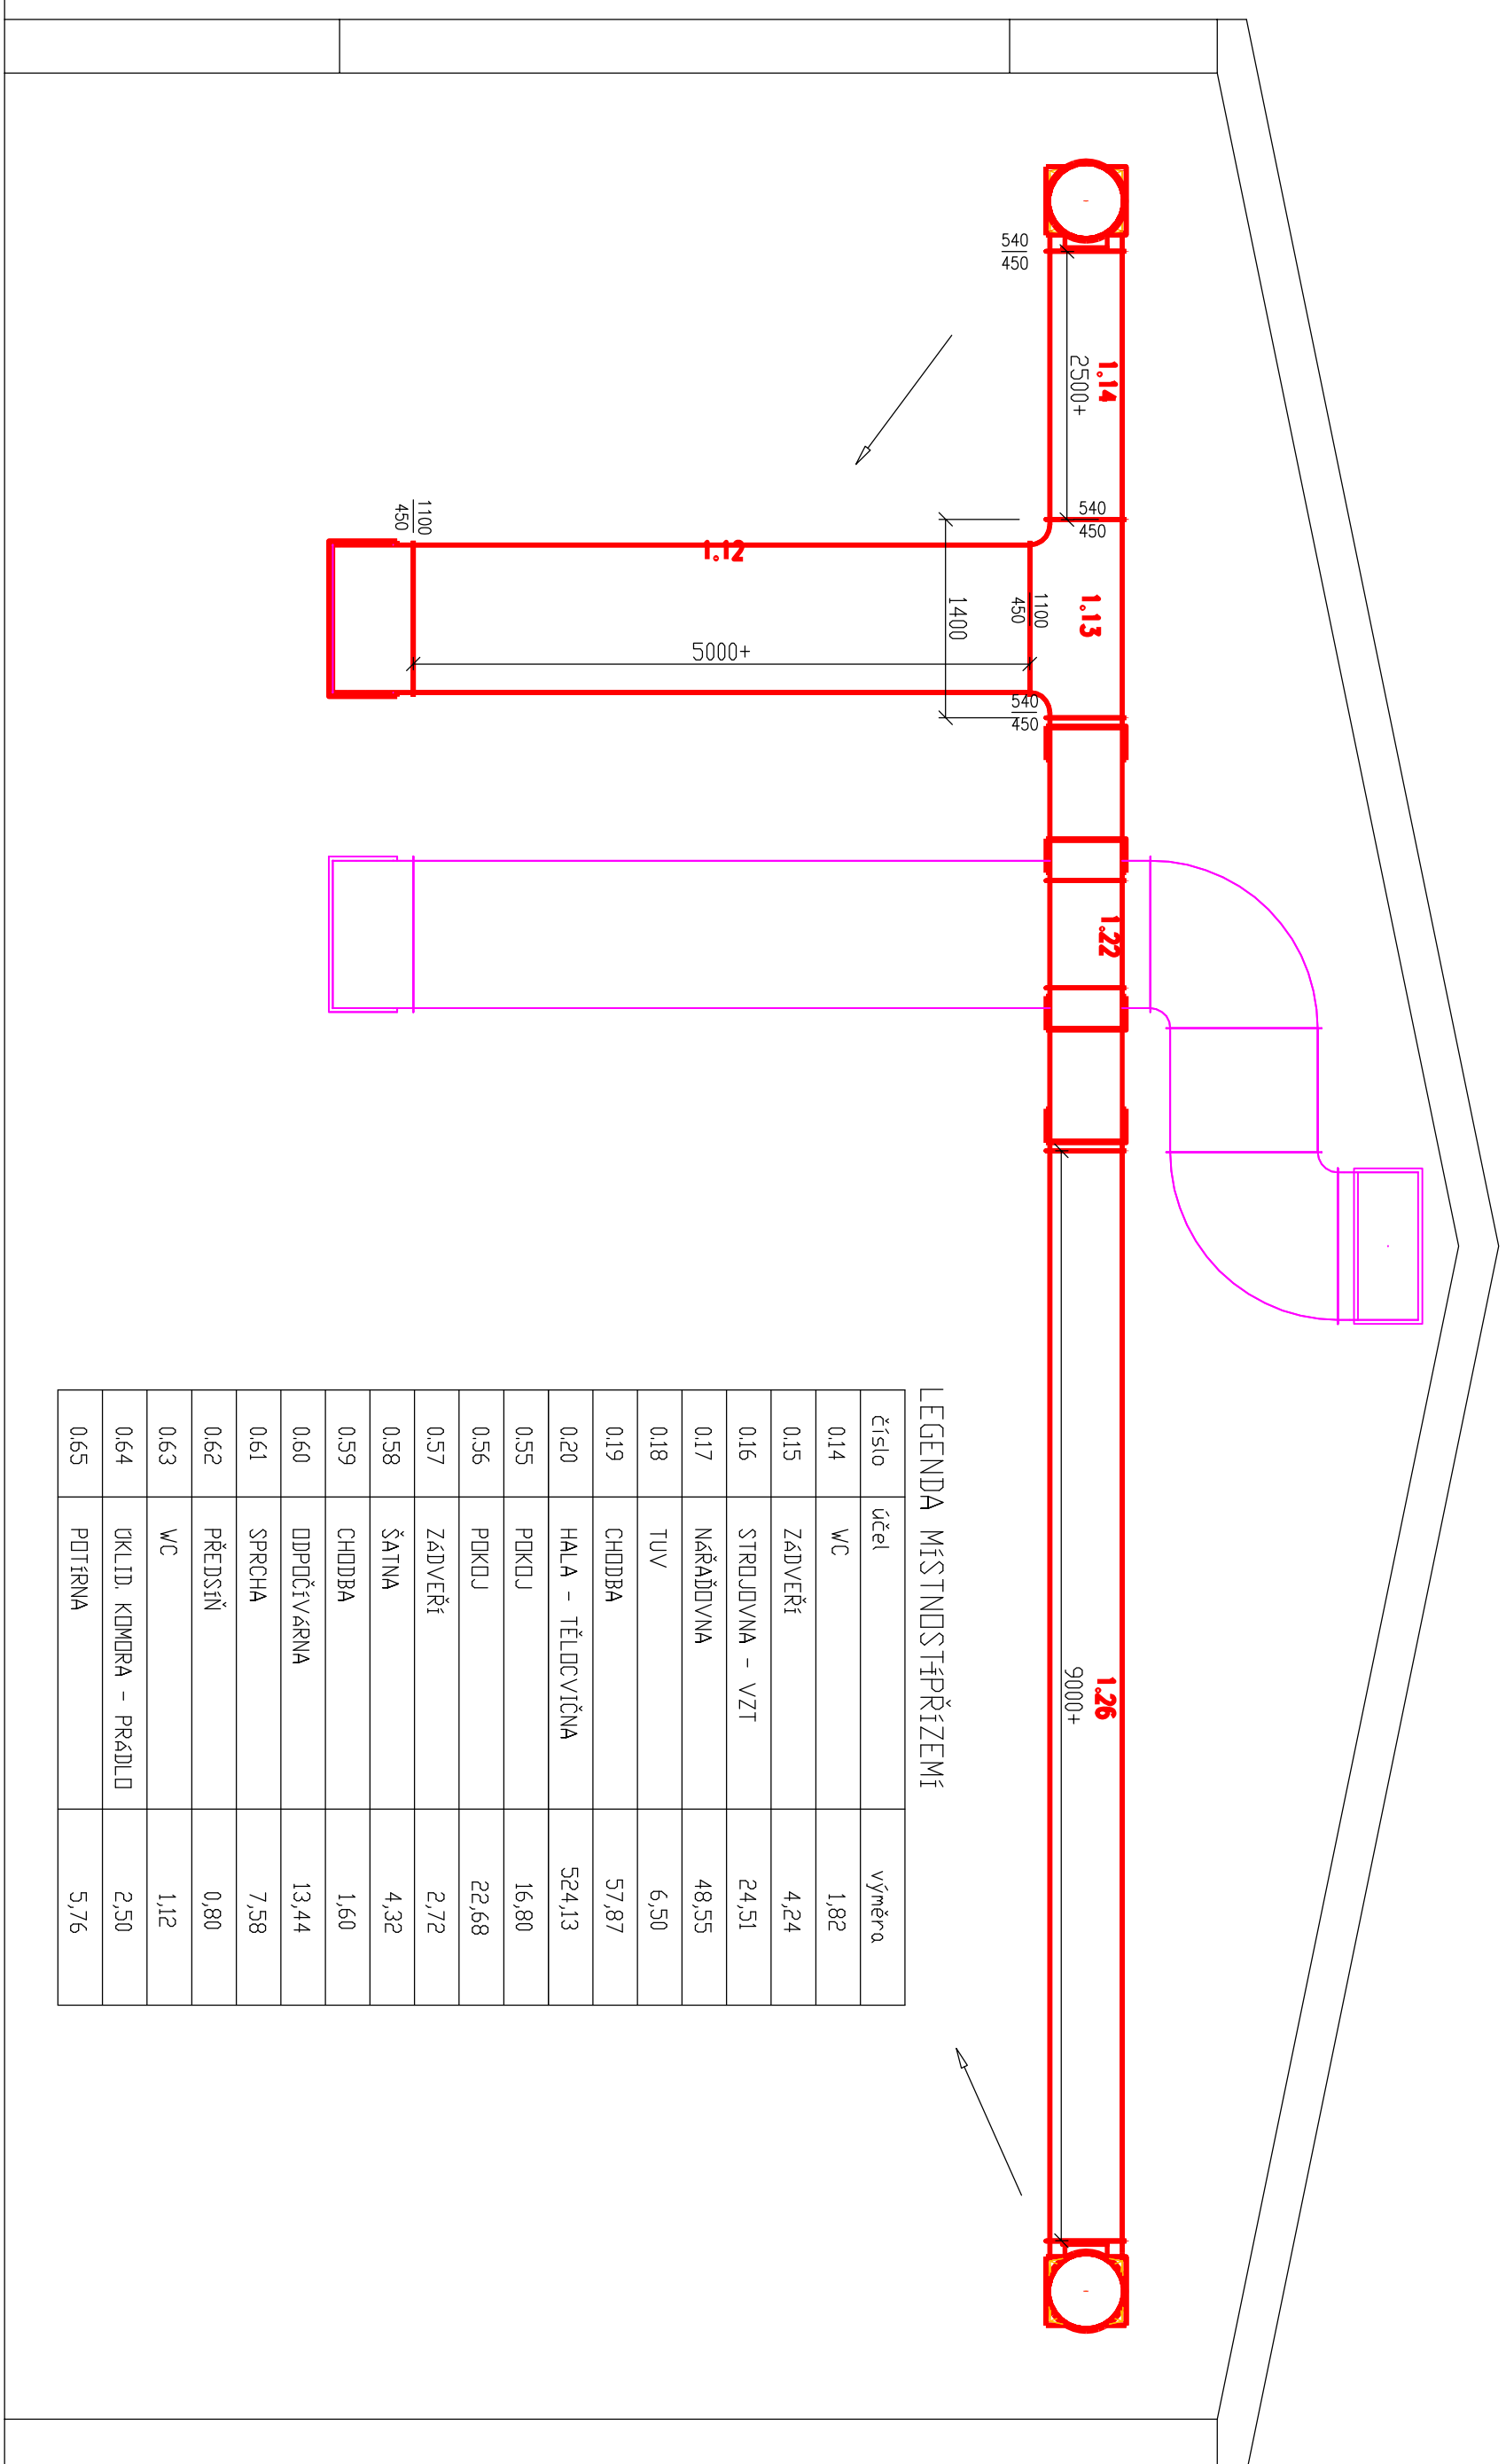 540
450
1.14
2500+
540
450
1100
450
1.12
1100
450
1.13
1400
5000+
540
450
1.22
1.26
9000+
LEGENDA MÍSTNOSTÍ-PŘÍZEMÍ
číslo účel výměra
0.14 WC 1,82
0.15 ZÁDVEŘÍ 4,24
0.16 STROJOVNA - VZT 24,51
0.17 NÁŘAĎOVNA 48,55
0.18 TUV 6,50
0.19 CHODBA 57,87
0.20 HALA - TĚLOCVIČNA 524,13
0.55 POKOJ 16,80
0.56 POKOJ 22,68
0.57 ZÁDVEŘÍ 2,72
0.58 ŠATNA 4,32
0.59 CHODBA 1,60
0.60 ODPOČÍVÁRNA 13,44
0.61 SPRCHA 7,58
0.62 PŘEDSÍŇ 0,80
0.63 WC 1,12
0.64 ÚKLID. KOMORA - PRÁDLO 2,50
0.65 POTÍRNA 5,76